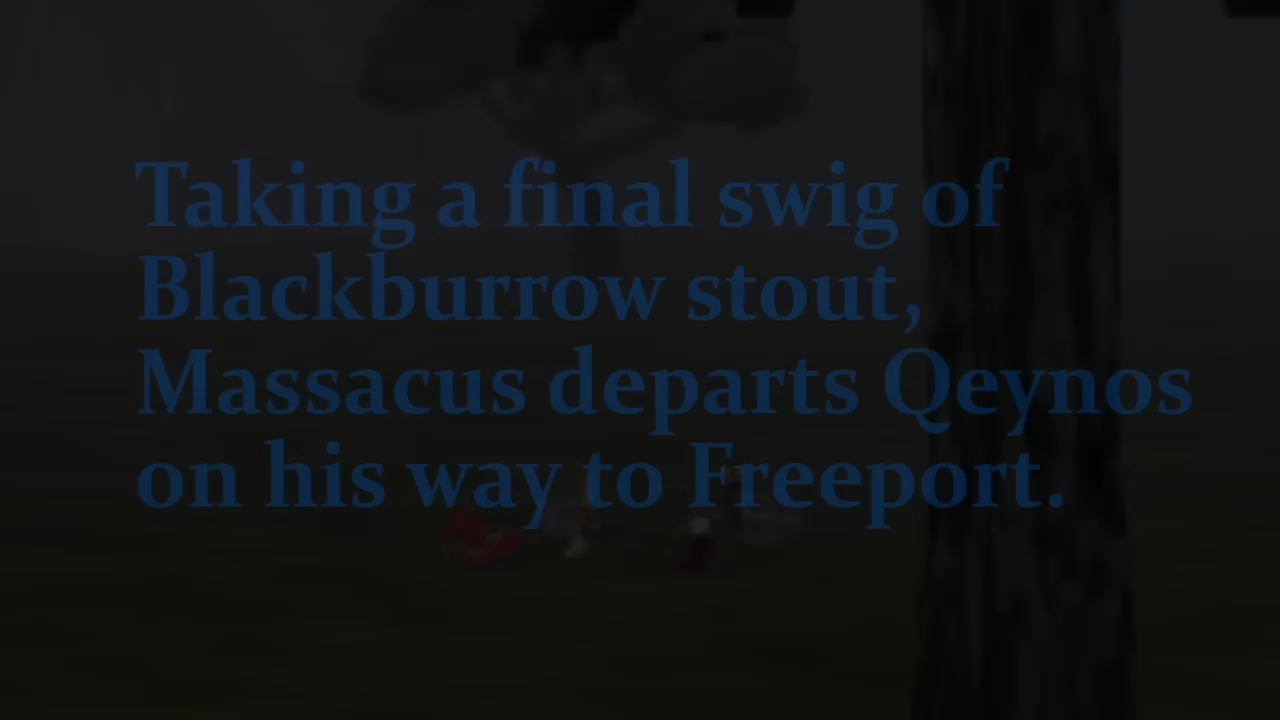 Taking a final swig of
Blackburrow stout,
Massacus departs Qeynos
on his way to Freeport.